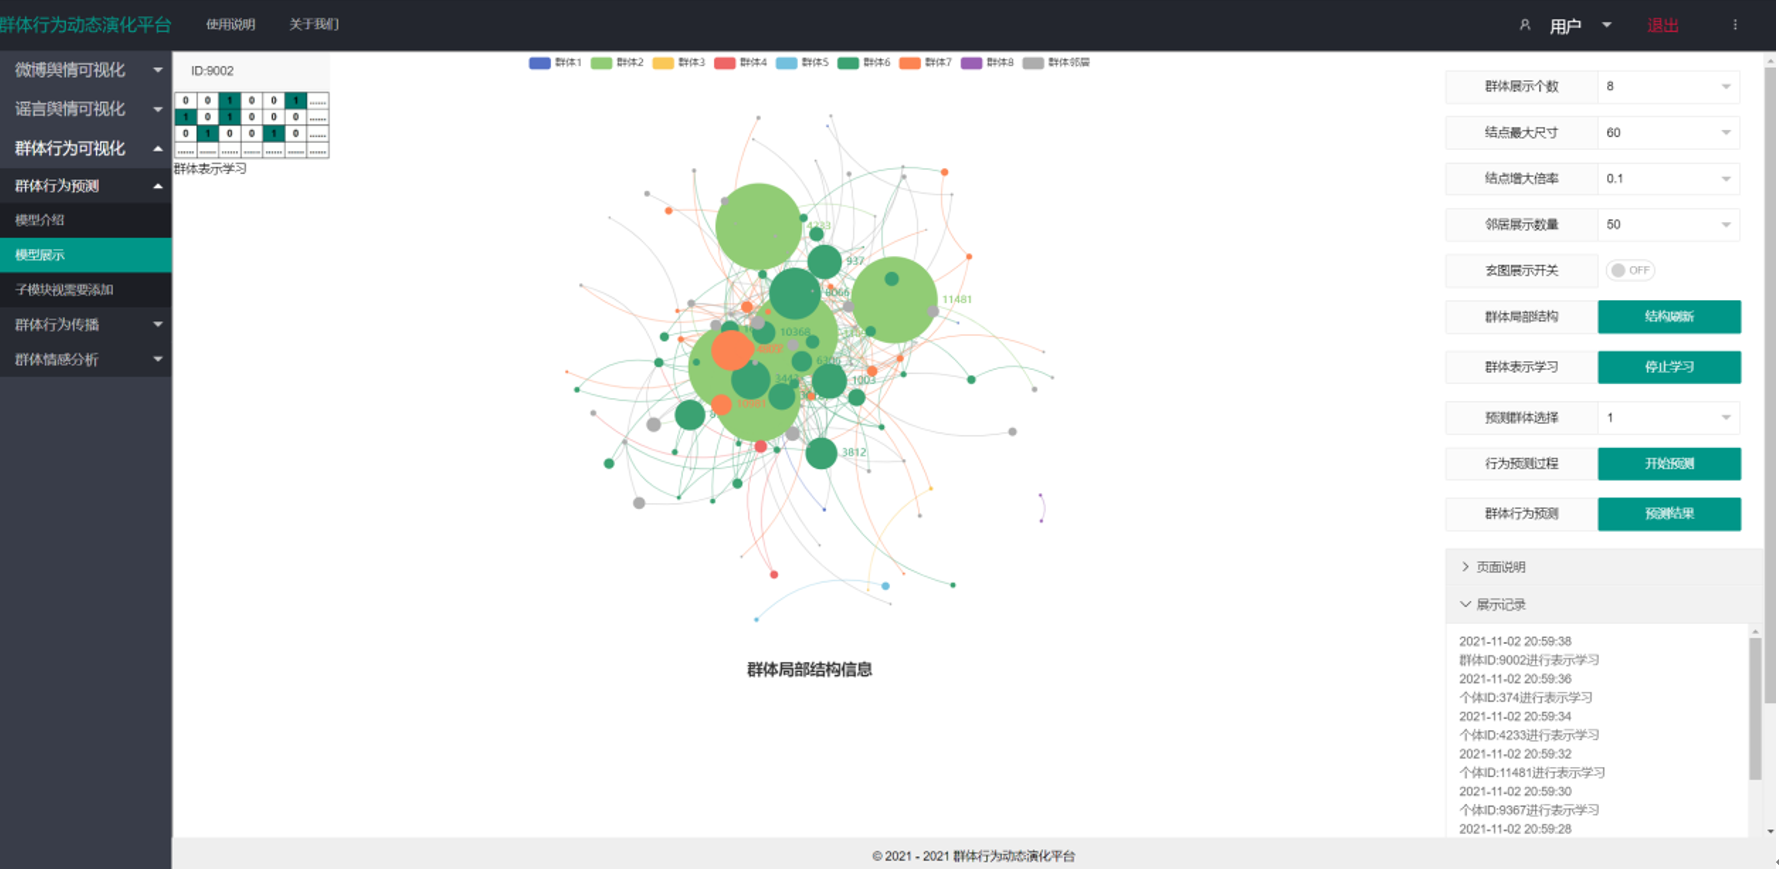 群体行为动态演化平台
使用说明
关于我们
用户
退出
微博舆情可视化
谣言舆情可视化
群体行为可视化
群体行为预测
模型介绍
模型展示
子模块视需要添加
群体行为传播
群体情感分析
ID:9002
0 0 1 0 0 1 ......
1 0 1 0 0 0 ......
0 1 0 0 1 0 ......
...... ...... ...... ...... ...... ...... ......
群体表示学习
群体1 群体2 群体3 群体4 群体5 群体6 群体7 群体8 群体邻居
4233
937
8066
11481
10368
6306
3447
1003
10881
3812
群体局部结构信息
群体展示个数 8
结点最大尺寸 60
结点增大倍率 0.1
邻居展示数量 50
玄图展示开关 OFF
群体局部结构 结构刷新
群体表示学习 停止学习
预测群体选择 1
行为预测过程 开始预测
群体行为预测 预测结果
页面说明
展示记录
2021-11-02 20:59:38
群体ID:9002进行表示学习
2021-11-02 20:59:36
个体ID:374进行表示学习
2021-11-02 20:59:34
个体ID:4233进行表示学习
2021-11-02 20:59:32
个体ID:11481进行表示学习
2021-11-02 20:59:30
个体ID:9367进行表示学习
2021-11-02 20:59:28
© 2021 - 2021 群体行为动态演化平台